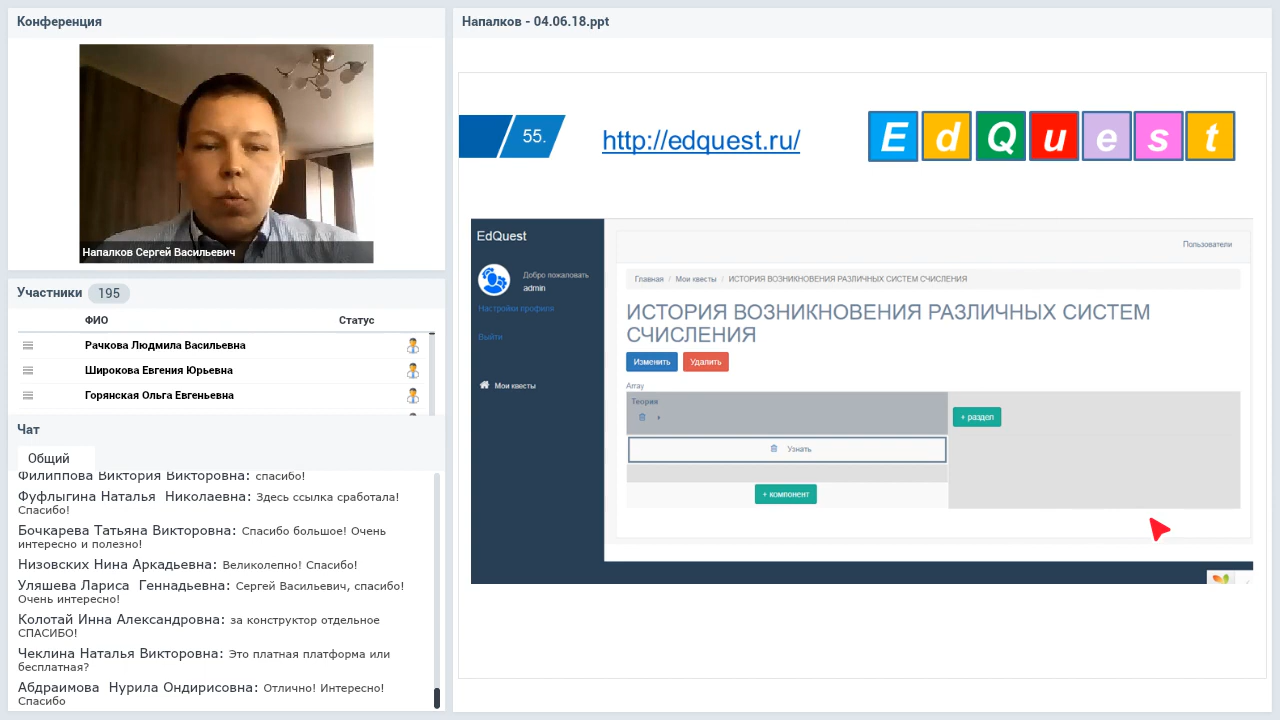 Конференция
Напалков Сергей Васильевич
Участники 195
ФИО Статус
Рачкова Людмила Васильевна
Широкова Евгения Юрьевна
Горянская Ольга Евгеньевна
Чат
Общий
Филиппова Виктория Викторовна: спасибо!
Фуфлыгина Наталья Николаевна: Здесь ссылка сработала!
Спасибо!
Бочкарева Татьяна Викторовна: Спасибо большое! Очень
интересно и полезно!
Низовских Нина Аркадьевна: Великолепно! Спасибо!
Уляшева Лариса Геннадьевна: Сергей Васильевич, спасибо!
Очень интересно!
Колотай Инна Александровна: за конструктор отдельное
СПАСИБО!
Чеклина Наталья Викторовна: Это платная платформа или
бесплатная?
Абдраимова Нурила Ондирисовна: Отлично! Интересно!
Спасибо
Напалков - 04.06.18.ppt
55.
http://edquest.ru/
EdQuest
EdQuest
Добро пожаловать
admin
Настройки профиля
Выйти
Мои квесты
Пользователи
Главная / Мои квесты / ИСТОРИЯ ВОЗНИКНОВЕНИЯ РАЗЛИЧНЫХ СИСТЕМ СЧИСЛЕНИЯ
ИСТОРИЯ ВОЗНИКНОВЕНИЯ РАЗЛИЧНЫХ СИСТЕМ
СЧИСЛЕНИЯ
Изменить Удалить
Array
Теория
+ раздел
Узнать
+ компонент